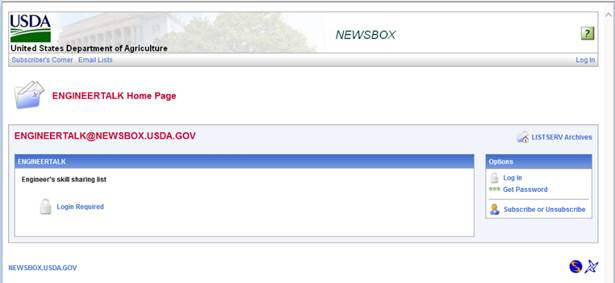 USDA
United States Department of Agriculture
NEWSBOX
?
Subscriber's Corner Email Lists
Log In
ENGINEERTALK Home Page
ENGINEERTALK@NEWSBOX.USDA.GOV
LISTSERV Archives
ENGINEERTALK
Engineer's skill sharing list
Login Required
Options
Log In
Get Password
Subscribe or Unsubscribe
NEWSBOX.USDA.GOV